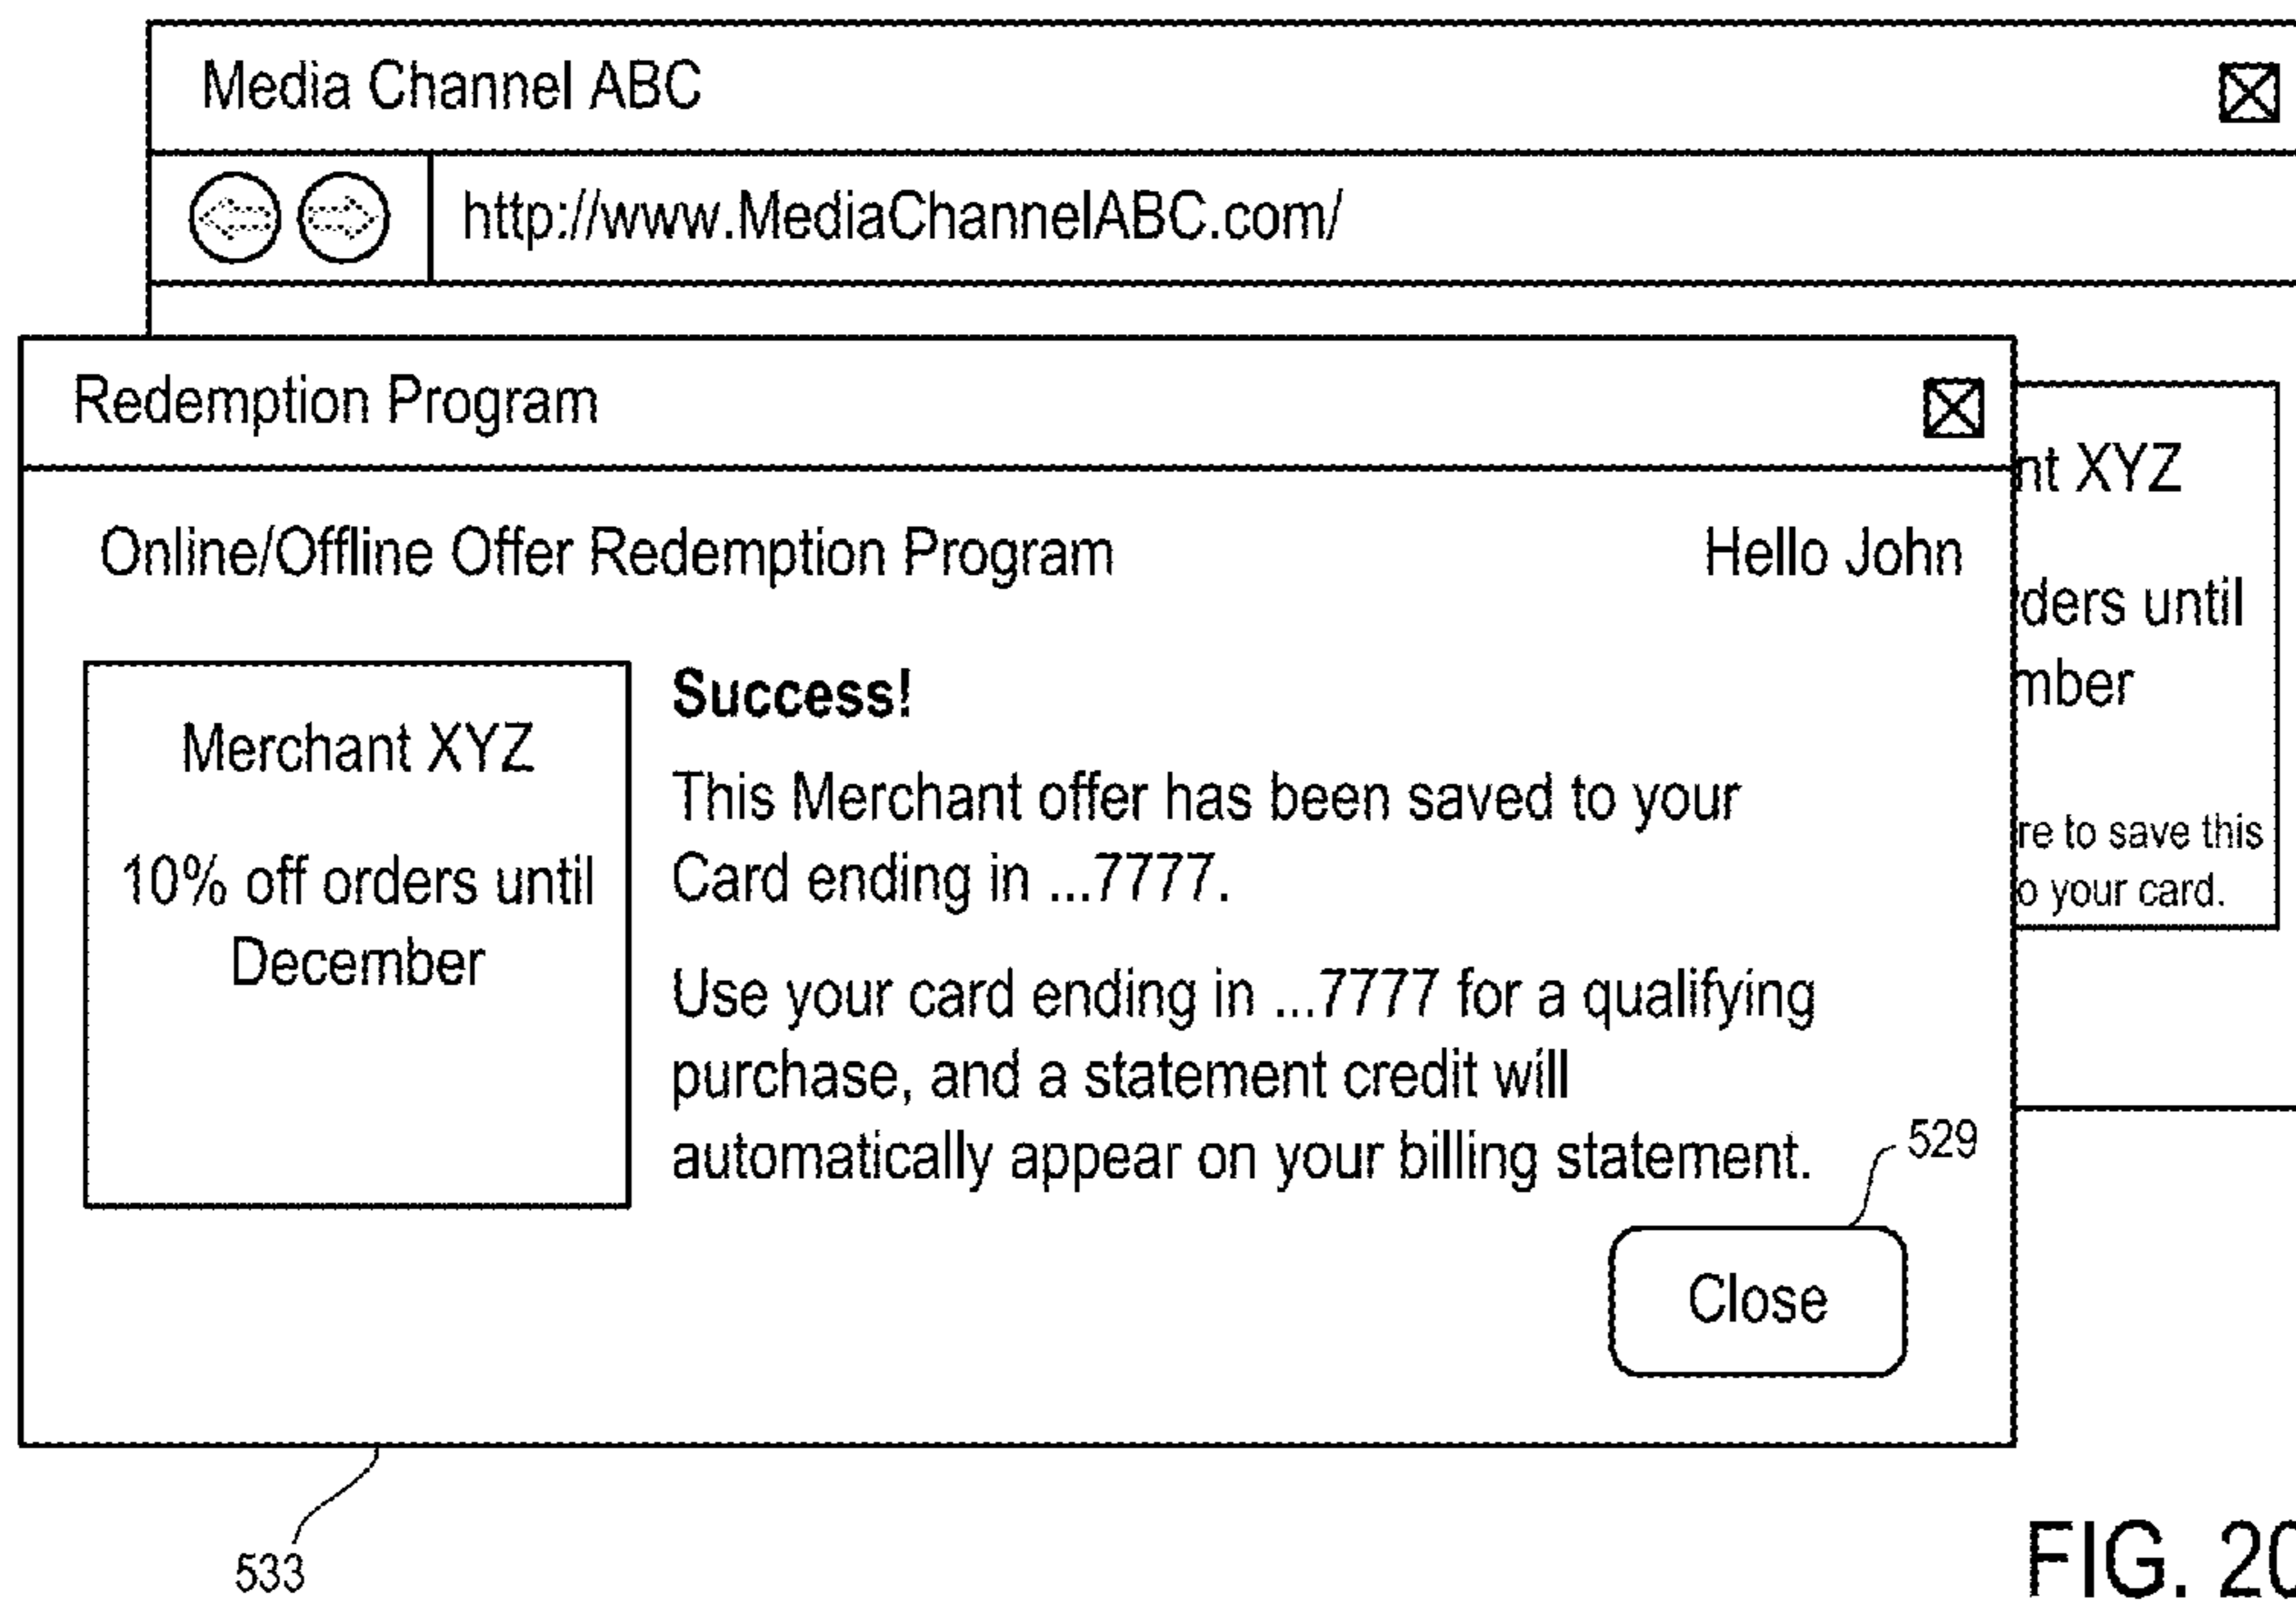 Media Channel ABC
http://www.MediaChannelABC.com/
Redemption Program
Online/Offline Offer Redemption Program
Hello John
Merchant XYZ
10% off orders until
December
Success!
This Merchant offer has been saved to your
Card ending in ...7777.
Use your card ending in ...7777 for a qualifying
purchase, and a statement credit will
automatically appear on your billing statement.
529
Close
nt XYZ
ders until
mber
re to save this
o your card.
533
FIG. 20